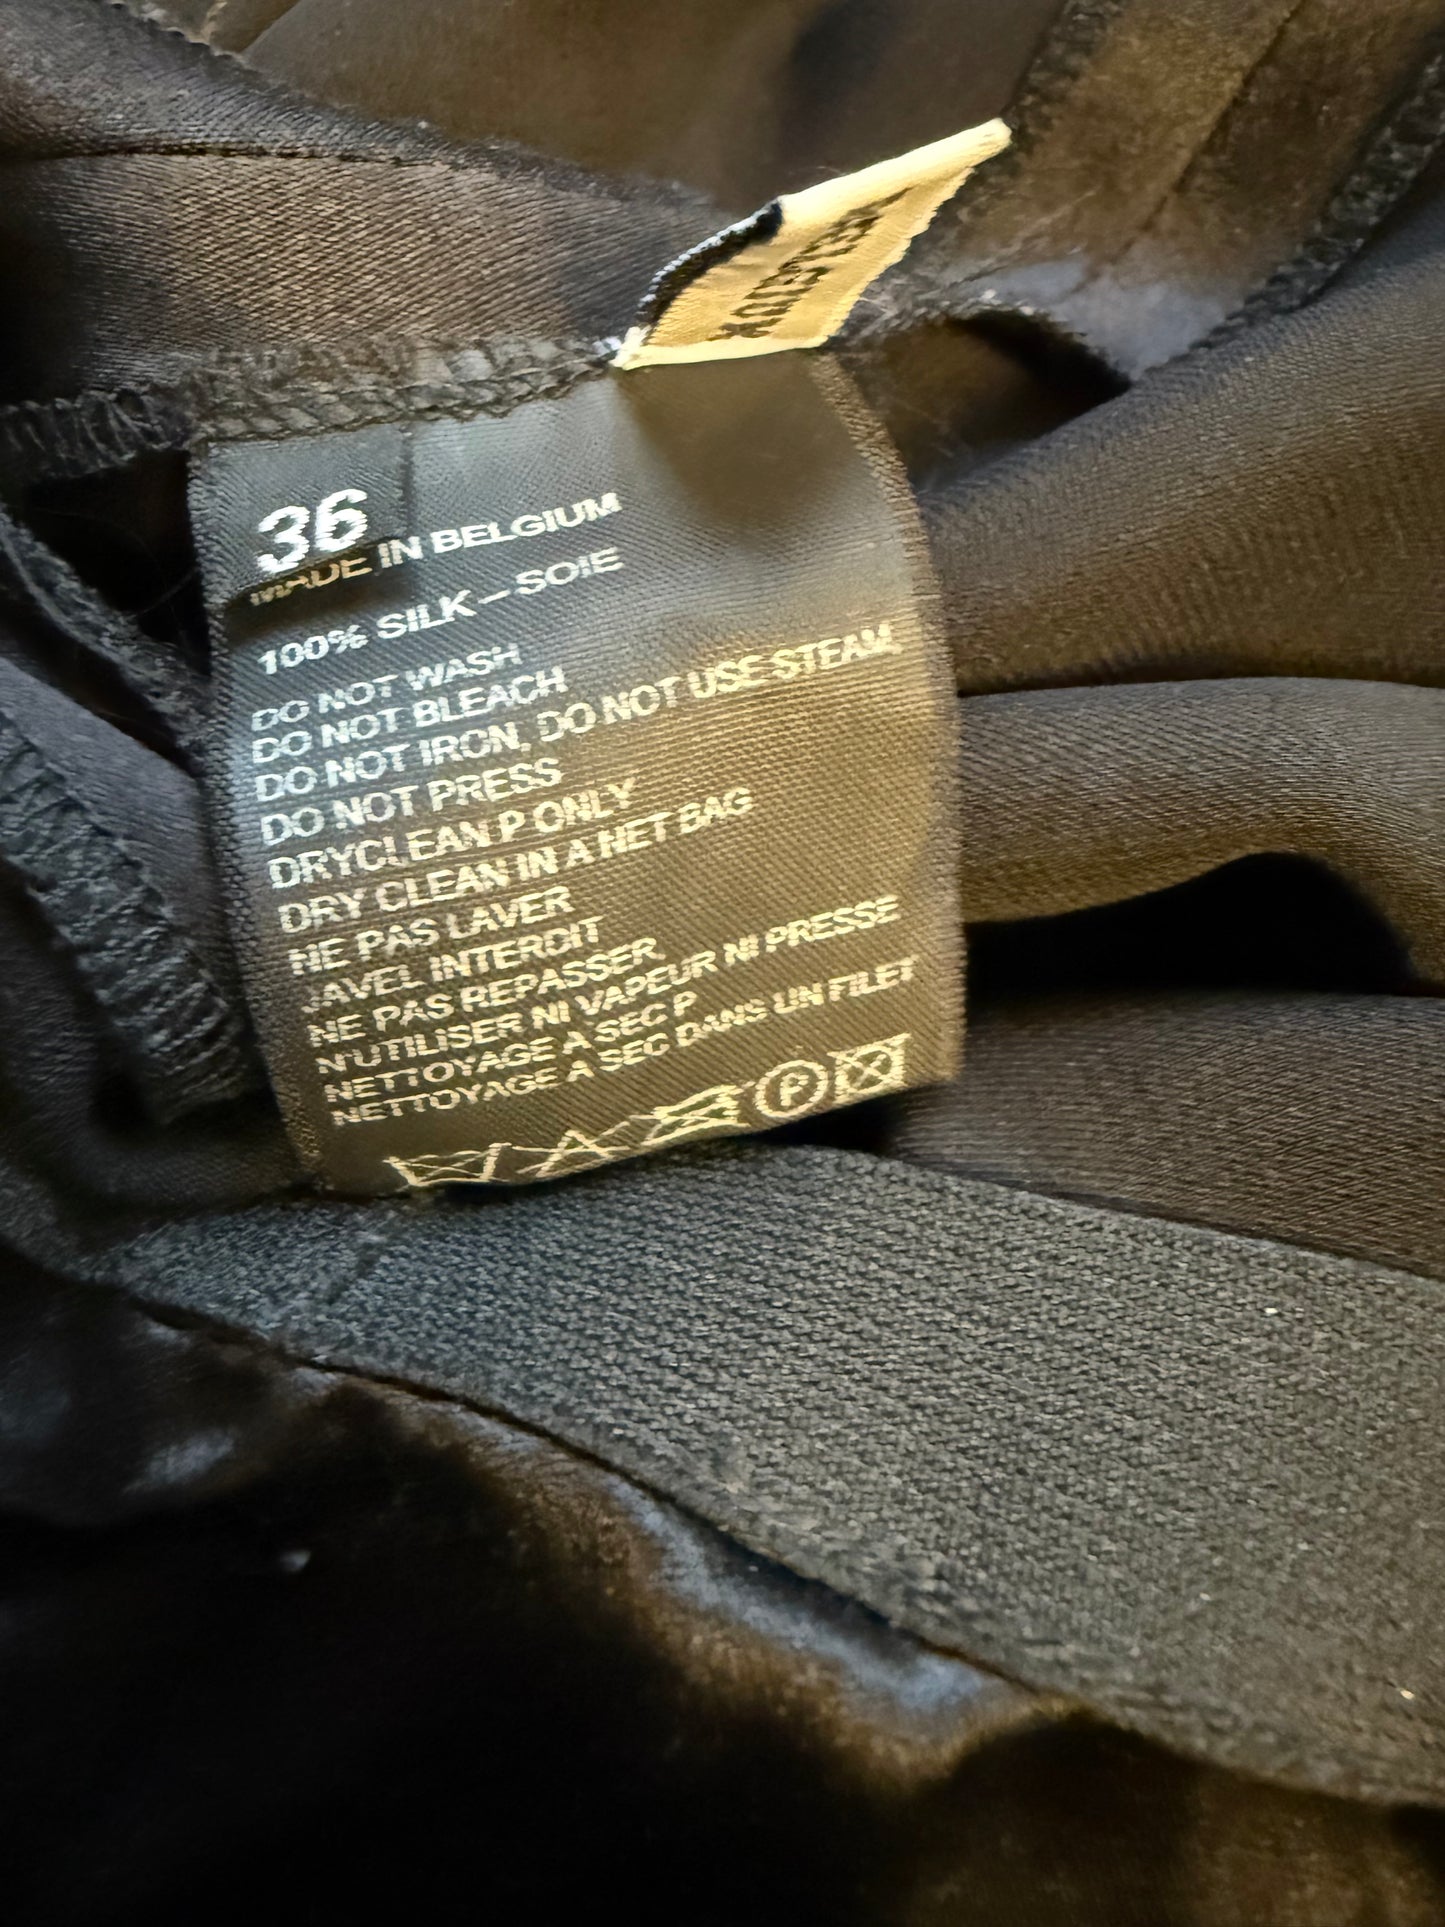 36
MADE IN BELGIUM
100% SILK – SOIE
DO NOT WASH
DO NOT BLEACH
DO NOT IRON, DO NOT USE STEAM,
DO NOT PRESS
DRYCLEAN P ONLY
DRY CLEAN IN A NET BAG
NE PAS LAVER
JAVEL INTERDIT
NE PAS REPASSER,
N'UTILISER NI VAPEUR NI PRESSE
NETTOYAGE A SEC P
NETTOYAGE A SEC DANS UN FILET
P